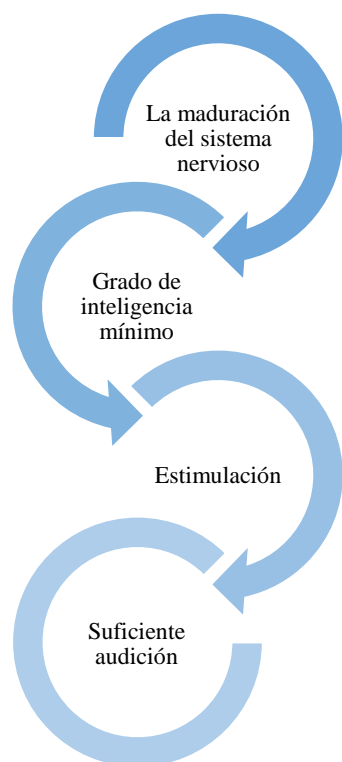 La maduración
del sistema
nervioso
Grado de
inteligencia
mínimo
Estimulación
Suficiente
audición